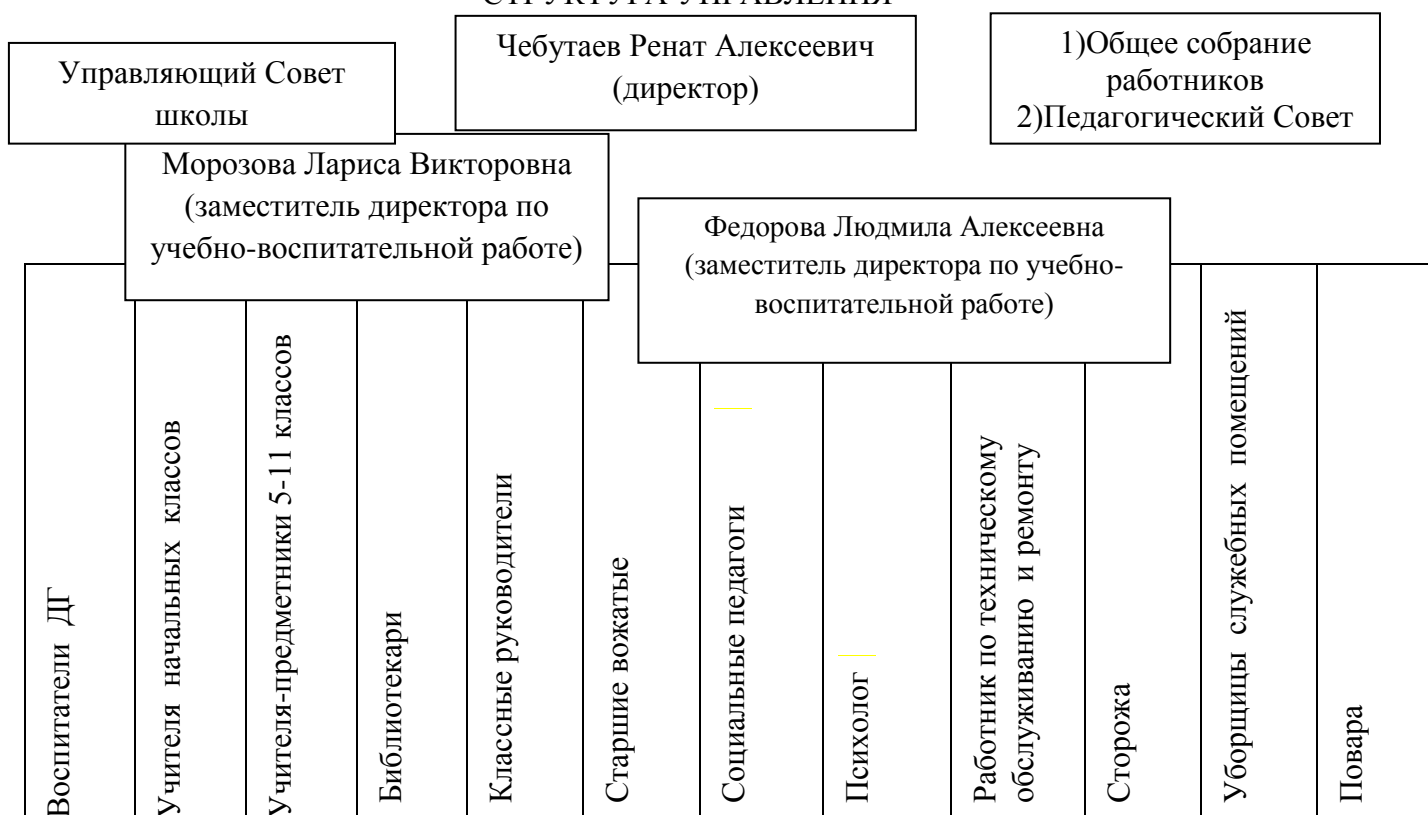 СТРУКТУРА УПРАВЛЕНИЯ
Управляющий Совет
школы
Чебутаев Ренат Алексеевич
(директор)
1)Общее собрание
работников
2)Педагогический Совет
Морозова Лариса Викторовна
(заместитель директора по
учебно-воспитательной работе)
Федорова Людмила Алексеевна
(заместитель директора по учебно-
воспитательной работе)
Воспитатели ДГ
Учителя начальных классов
Учителя-предметники 5-11 классов
Библиотекари
Классные руководители
Старшие вожатые
Социальные педагоги
Психолог
Работник по техническому
обслуживанию и ремонту
Сторожа
Уборщицы служебных помещений
Повара